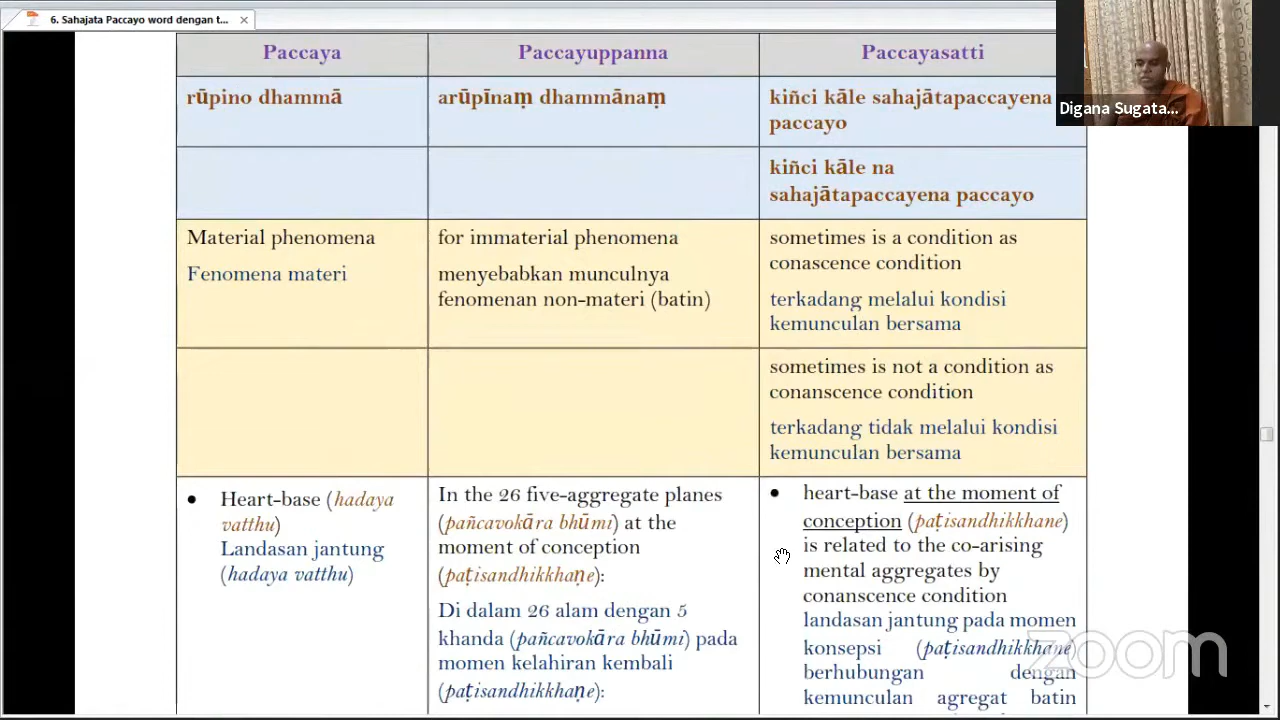 6. Sahajata Paccayo word dengan t...
Digana Sugata...
Paccaya
Paccayuppanna
Paccayasatti
rūpino dhammā
arūpīnaṃ dhammānaṃ
kiñci kāle sahajātapaccayena
paccayo
kiñci kāle na
sahajātapaccayena paccayo
Material phenomena
Fenomena materi
for immaterial phenomena
menyebabkan munculnya
fenomenan non-materi (batin)
sometimes is a condition as
conascence condition
terkadang melalui kondisi
kemunculan bersama
sometimes is not a condition as
conanscence condition
terkadang tidak melalui kondisi
kemunculan bersama
• Heart-base (hadaya
vatthu)
Landasan jantung
(hadaya vatthu)
In the 26 five-aggregate planes
(pañcavokāra bhūmi) at the
moment of conception
(paṭisandhikkhaṇe):
Di dalam 26 alam dengan 5
khanda (pañcavokāra bhūmi) pada
momen kelahiran kembali
(paṭisandhikkhaṇe):
• heart-base at the moment of
conception (paṭisandhikkhane)
is related to the co-arising
mental aggregates by
conanscence condition
landasan jantung pada momen
konsepsi (paṭisandhikkhane)
berhubungan dengan
kemunculan agregat batin
zoom